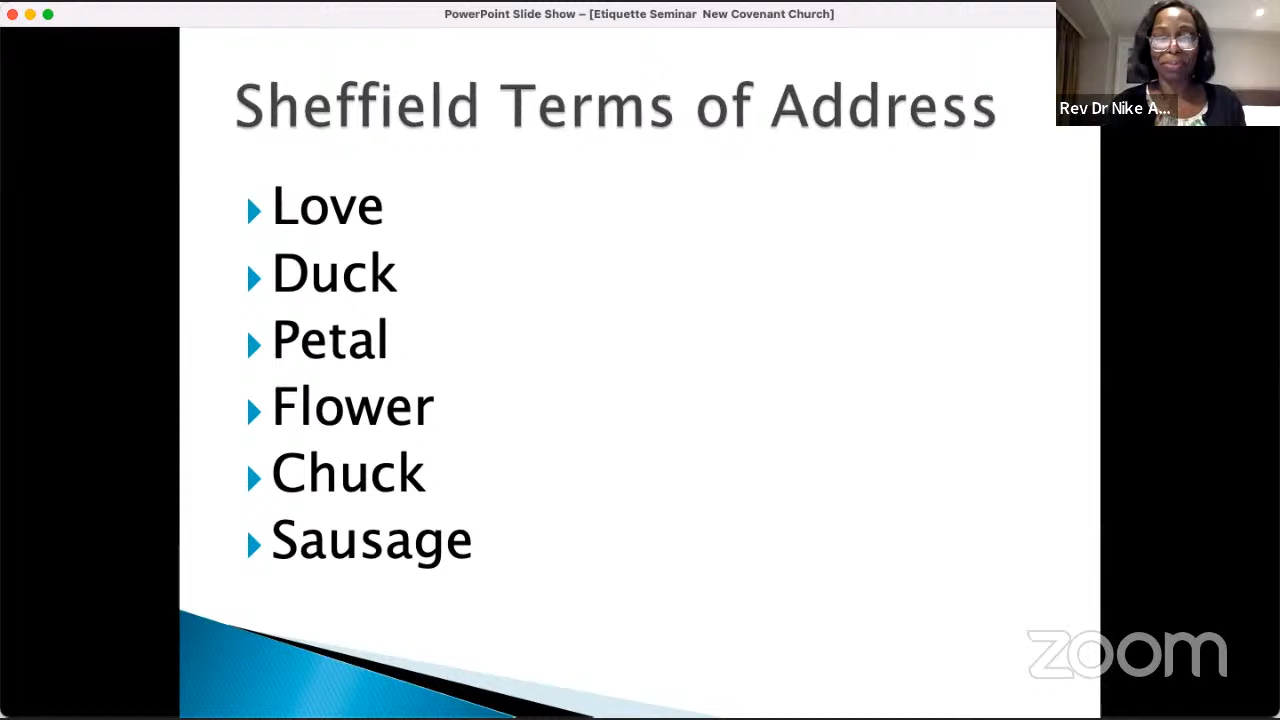 PowerPoint Slide Show – [Etiquette Seminar New Covenant Church]
Rev Dr Nike A...
Sheffield Terms of Address
Love
Duck
Petal
Flower
Chuck
Sausage
zoom